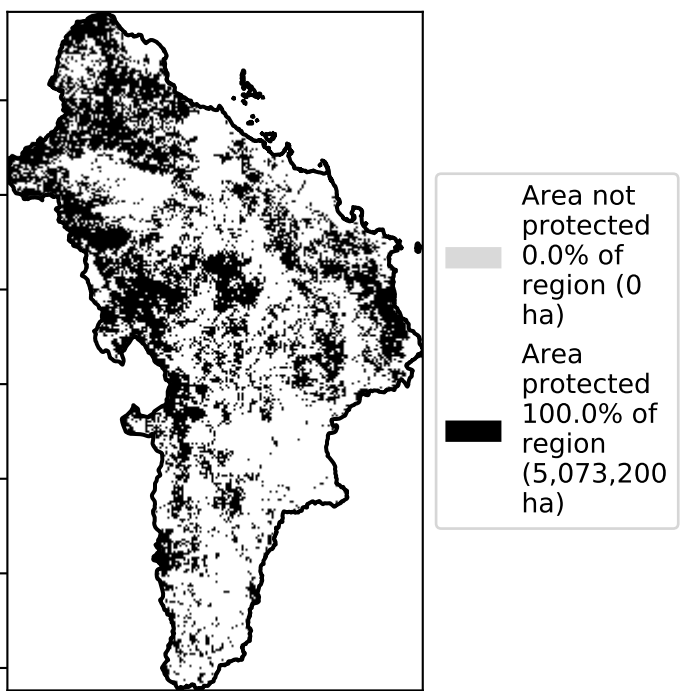 Area not
protected
0.0% of
region (0
ha)
Area
protected
100.0% of
region
(5,073,200
ha)